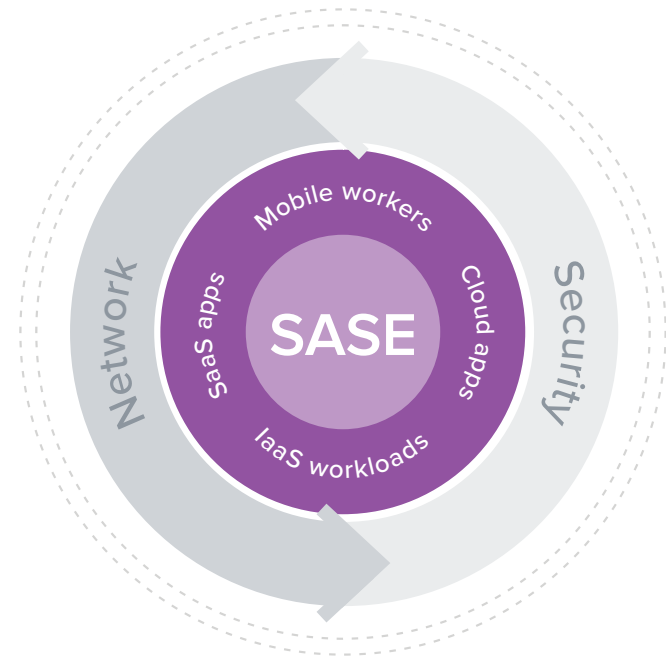 Mobile workers
Network
SaaS apps
SASE
Cloud apps
Security
IaaS workloads